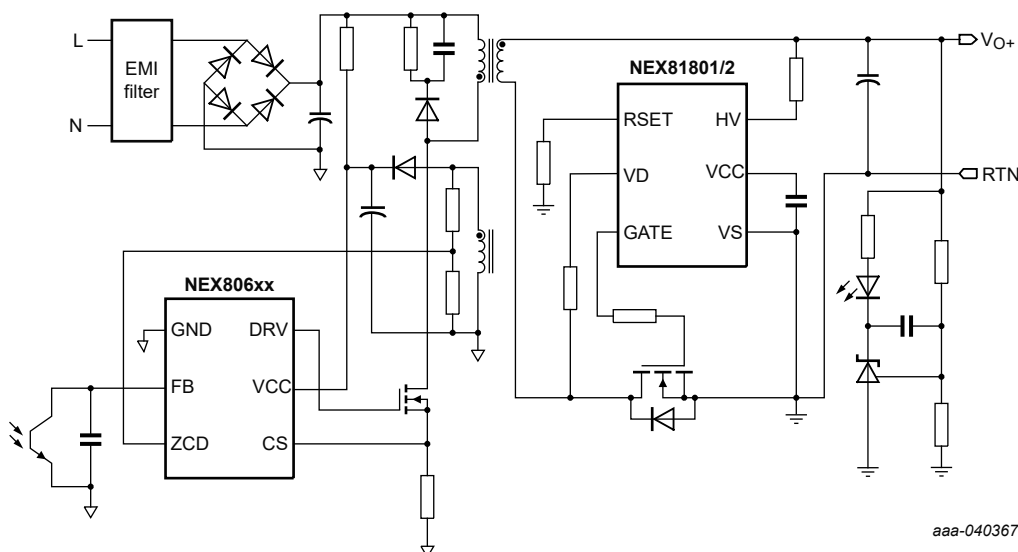 L
EMI
filter
N
NEX81801/2
RSET
HV
VD
VCC
GATE
VS
VO+
RTN
NEX806xx
GND
DRV
FB
VCC
ZCD
CS
aaa-040367